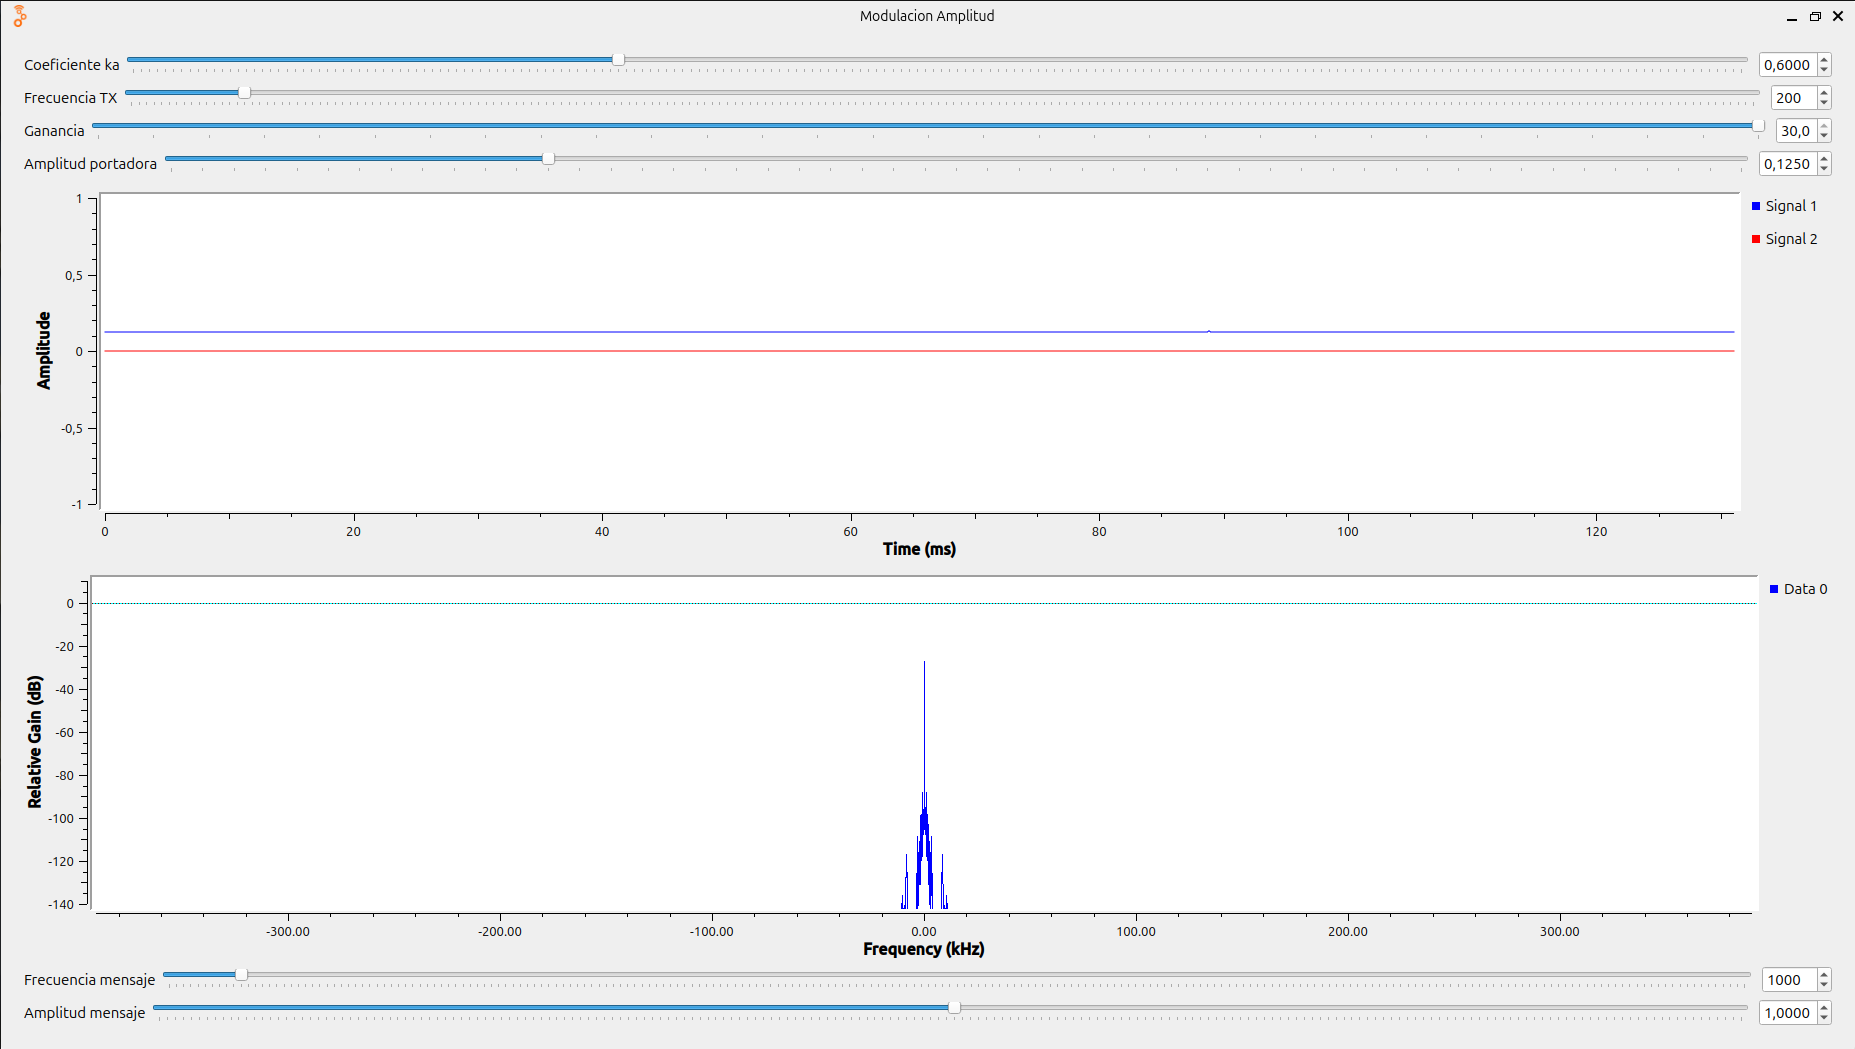 Modulacion Amplitud
Coeficiente ka 0,6000
Frecuencia TX 200
Ganancia 30,0
Amplitud portadora 0,1250
1
0,5
0
-0,5
-1
Amplitude
0 20 40 60 80 100 120
Time (ms)
Signal 1
Signal 2
0
-20
-40
-60
-80
-100
-120
-140
Relative Gain (dB)
-300.00 -200.00 -100.00 0.00 100.00 200.00 300.00
Frequency (kHz)
Data 0
Frecuencia mensaje 1000
Amplitud mensaje 1,0000